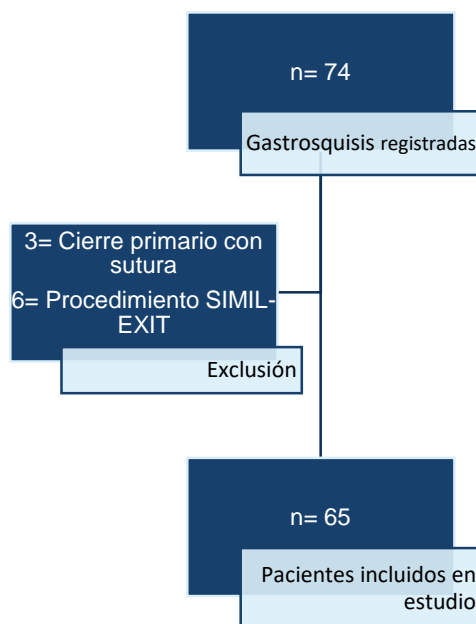 n= 74
Gastrosquisis registradas
3= Cierre primario con
sutura
6= Procedimiento SIMIL-
EXIT
Exclusión
n= 65
Pacientes incluidos en
estudio